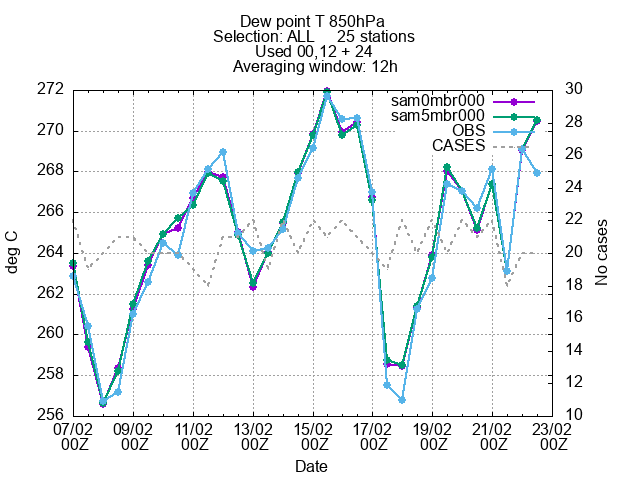 Dew point T 850hPa
Selection: ALL     25 stations
Used 00,12 + 24
Averaging window: 12h
272
270
268
266
264
262
260
258
256
30
28
26
24
22
20
18
16
14
12
10
sam0mbr000
sam5mbr000
OBS
CASES
deg C
No cases
07/02 09/02 11/02 13/02 15/02 17/02 19/02 21/02 23/02
00Z 00Z 00Z 00Z 00Z 00Z 00Z 00Z 00Z
Date